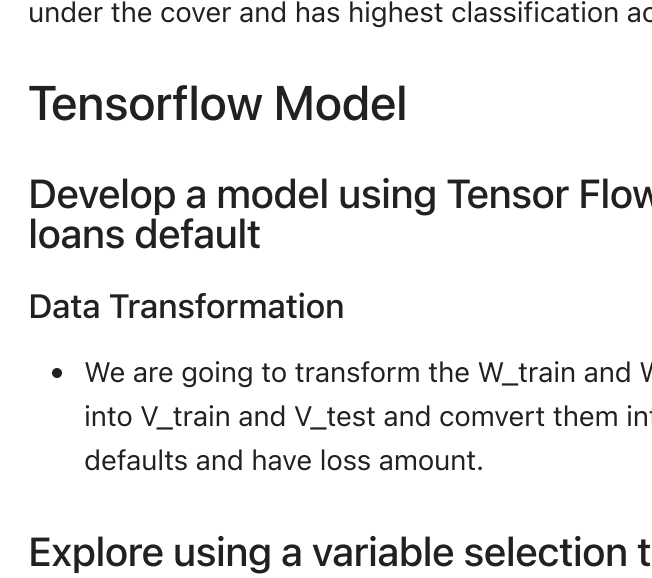 under the cover and has highest classification
Tensorflow Model
Develop a model using Tensor Flow
loans default
Data Transformation
We are going to transform the W_train and
into V_train and V_test and comvert them
defaults and have loss amount.
Explore using a variable selection